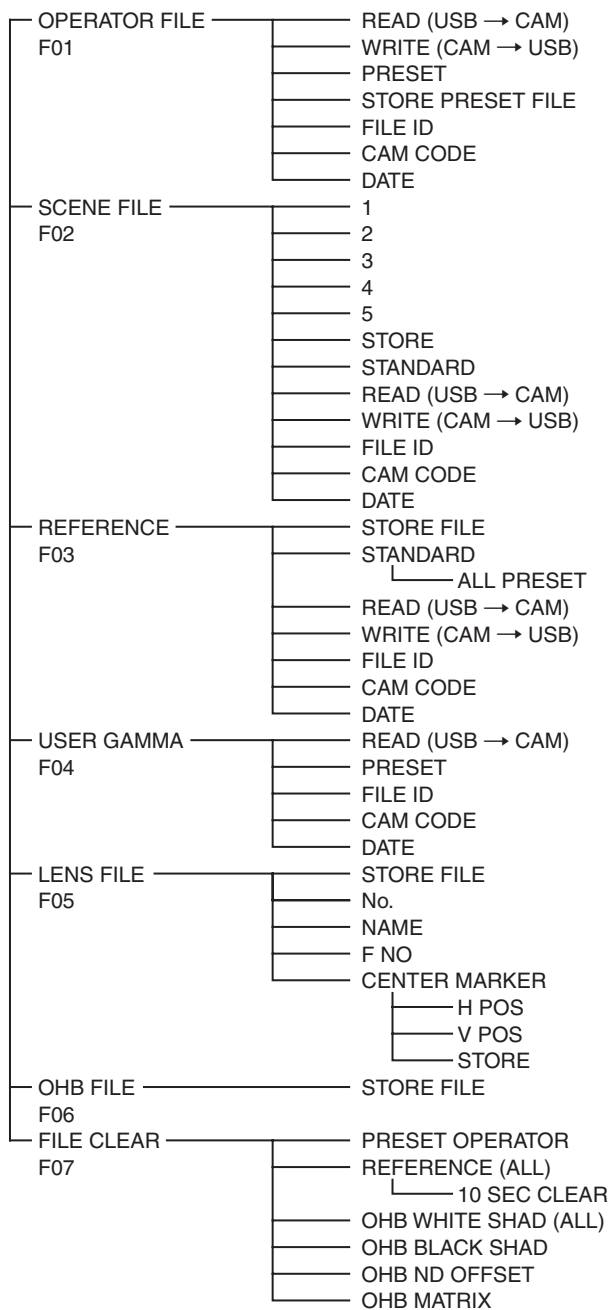 OPERATOR FILE READ (USB → CAM)
F01 WRITE (CAM → USB)
PRESET
STORE PRESET FILE
FILE ID
CAM CODE
DATE
SCENE FILE 1
F02 2
3
4
5
STORE
STANDARD
READ (USB → CAM)
WRITE (CAM → USB)
FILE ID
CAM CODE
DATE
REFERENCE STORE FILE
F03 STANDARD
ALL PRESET
READ (USB → CAM)
WRITE (CAM → USB)
FILE ID
CAM CODE
DATE
USER GAMMA READ (USB → CAM)
F04 PRESET
FILE ID
CAM CODE
DATE
LENS FILE STORE FILE
F05 No.
NAME
F NO
CENTER MARKER
H POS
V POS
STORE
OHB FILE STORE FILE
F06
FILE CLEAR PRESET OPERATOR
F07 REFERENCE (ALL)
10 SEC CLEAR
OHB WHITE SHAD (ALL)
OHB BLACK SHAD
OHB ND OFFSET
OHB MATRIX